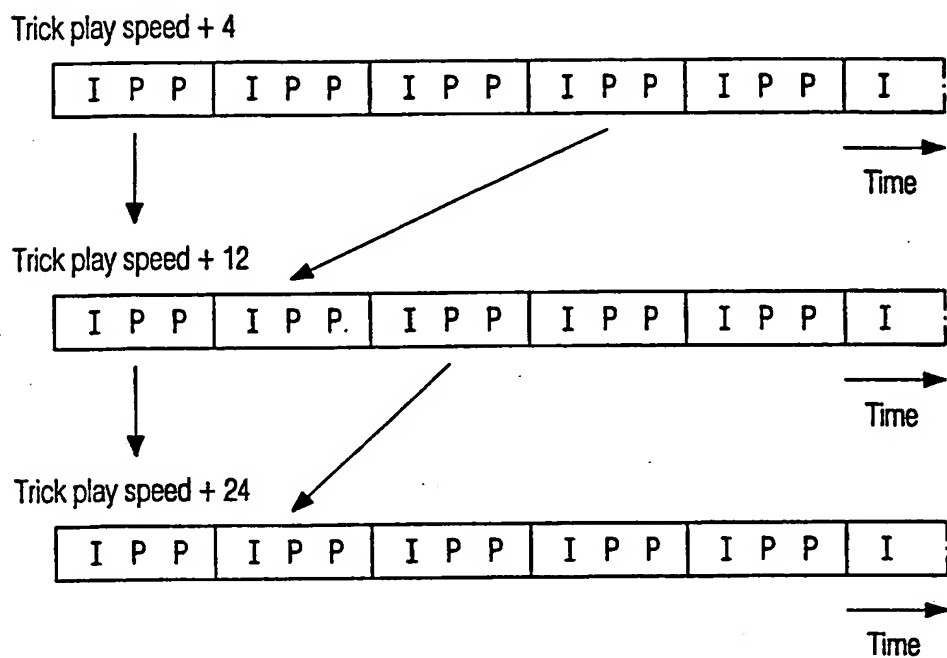 Trick play speed + 4
I P P I P P I P P I P P I P P I
Time
Trick play speed + 12
I P P I P P. I P P I P P I P P I
Time
Trick play speed + 24
I P P I P P I P P I P P I P P I
Time